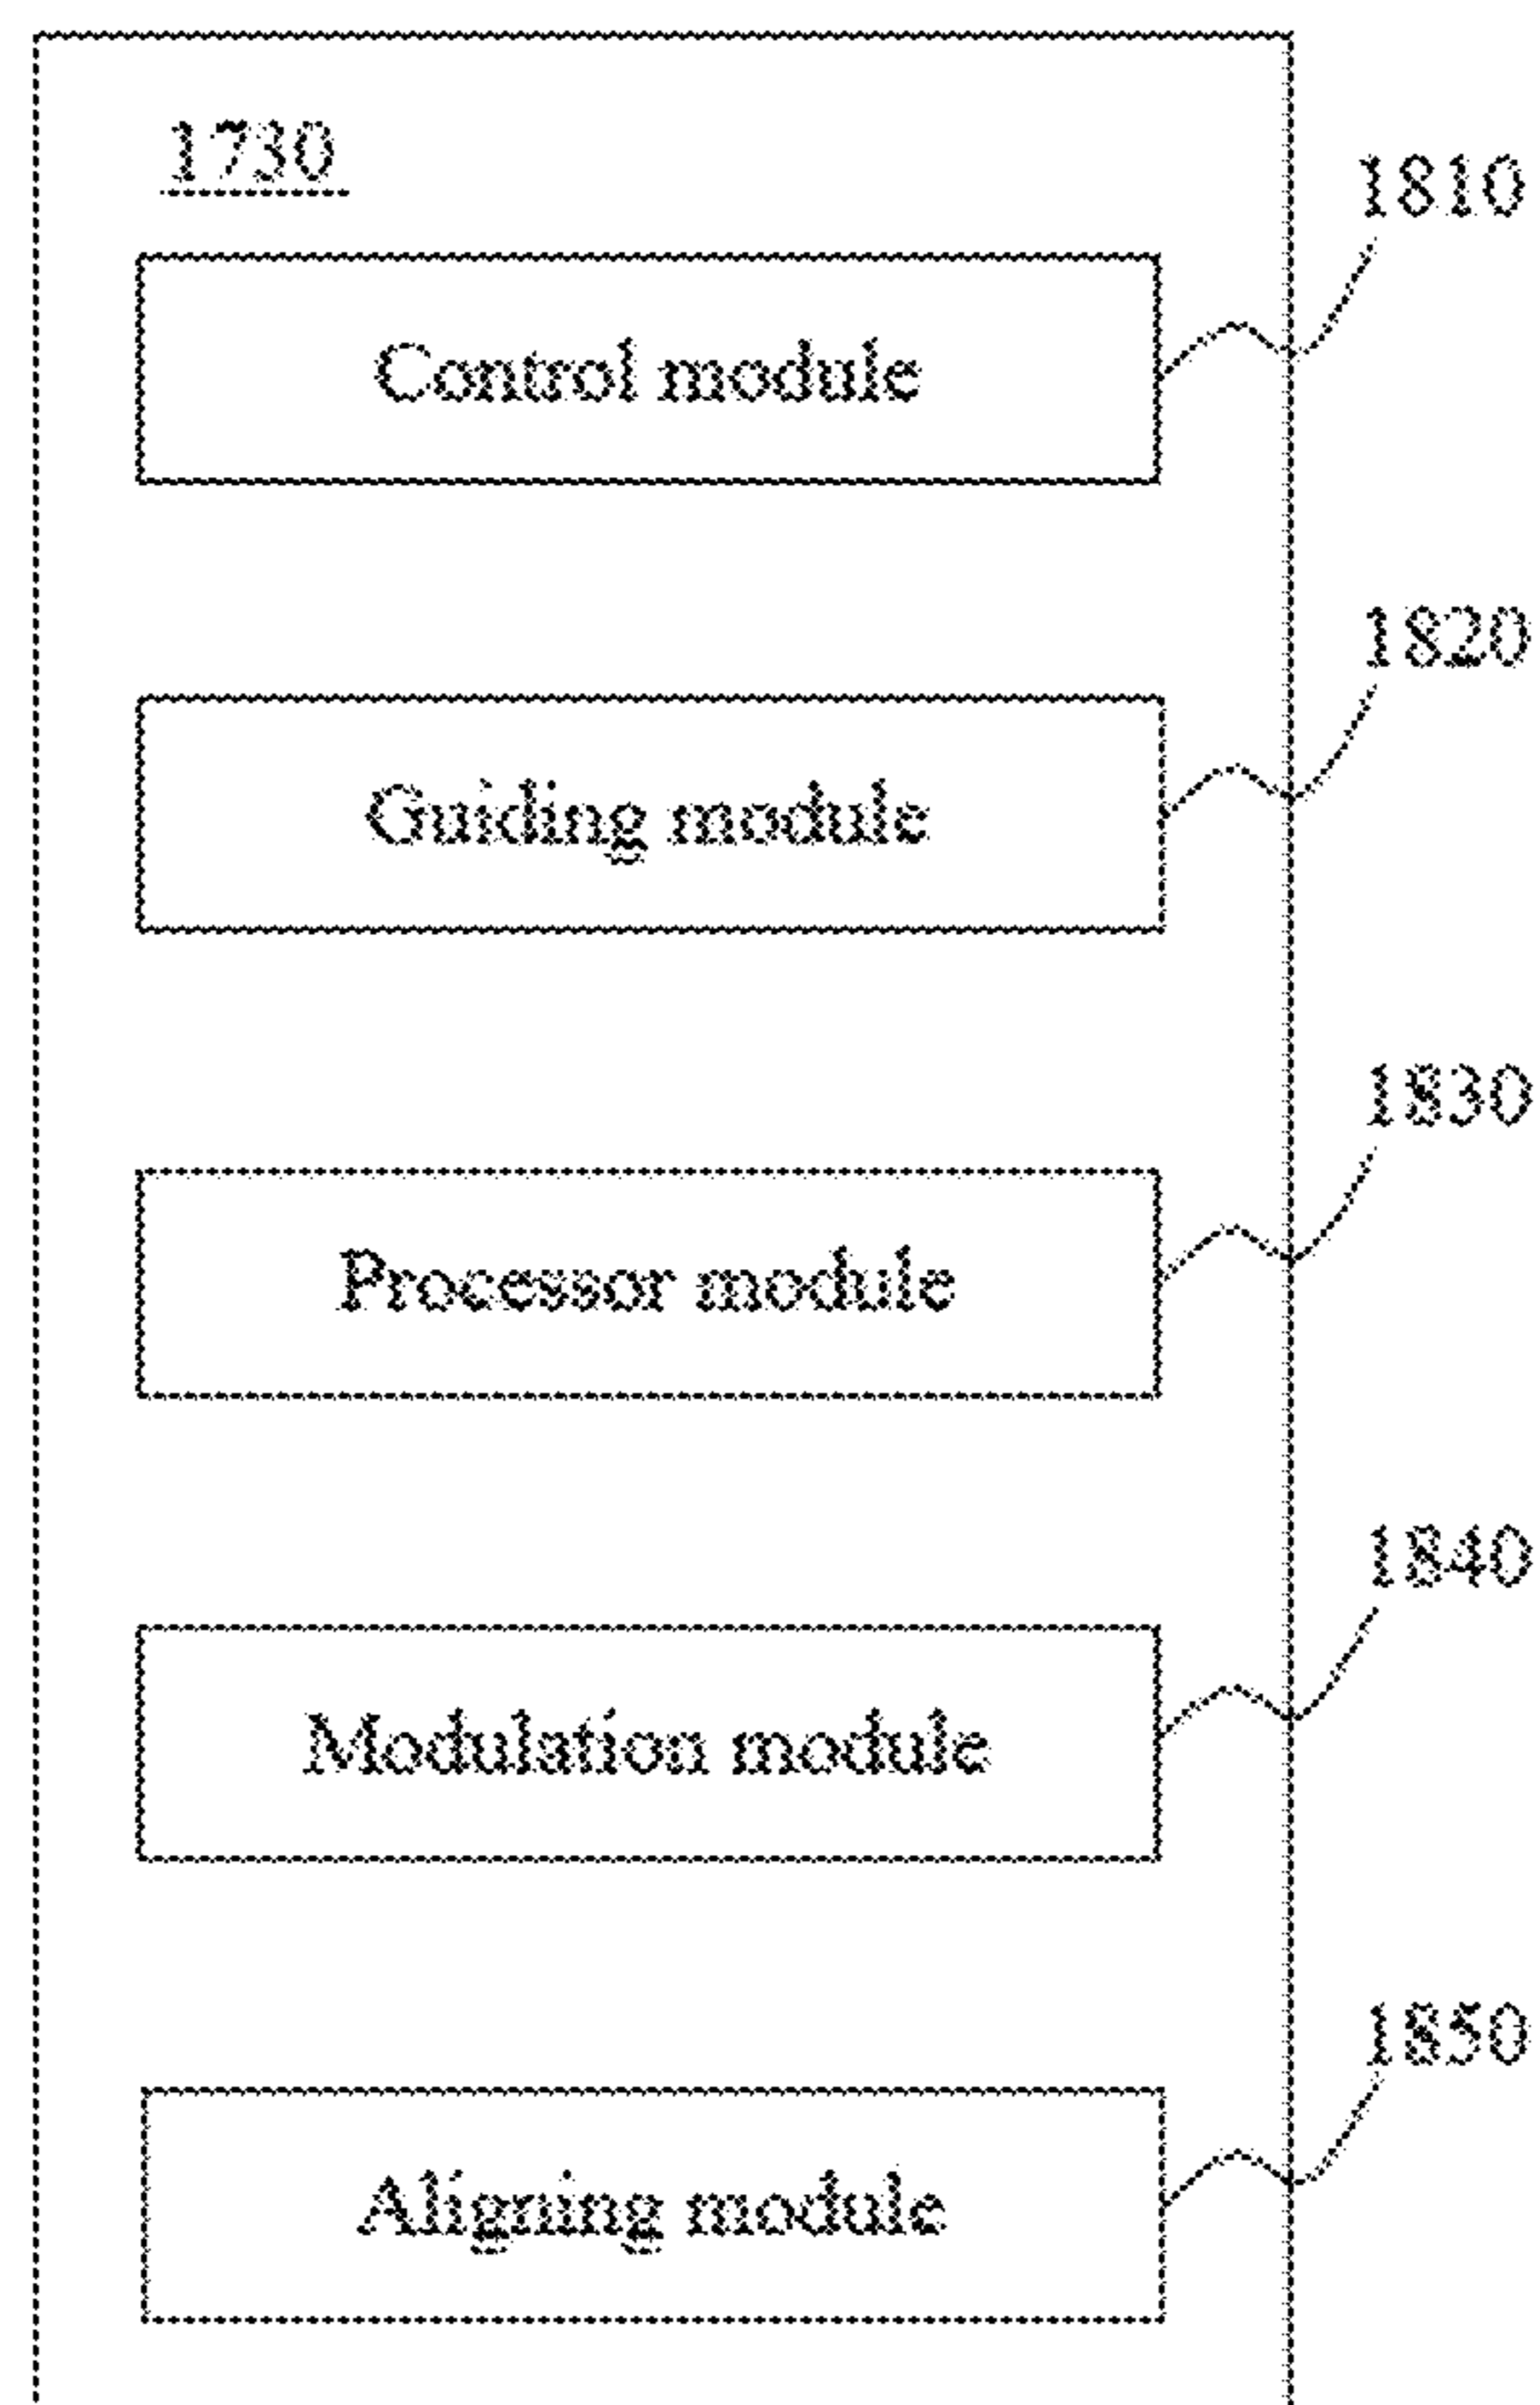 1730
1810
Control module
1820
Guiding module
1830
Processor module
1840
Modulation module
1850
Aligning module